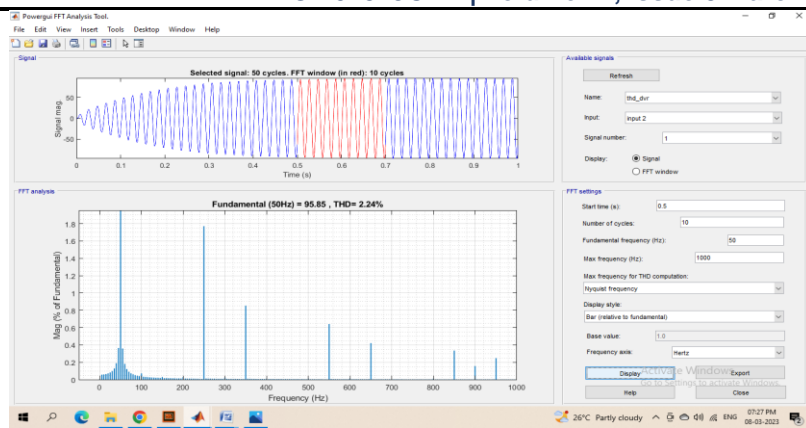 Powergui FFT Analysis Tool.
File Edit View Insert Tools Desktop Window Help
Signal
Selected signal: 50 cycles. FFT window (in red): 10 cycles
Signal mag.
50
0
-50
0 0.1 0.2 0.3 0.4 0.5 0.6 0.7 0.8 0.9 1
Time (s)
FFT analysis
Fundamental (50Hz) = 95.85 , THD= 2.24%
Mag (% of Fundamental)
1.8
1.6
1.4
1.2
1
0.8
0.6
0.4
0.2
0
0 100 200 300 400 500 600 700 800 900 1000
Frequency (Hz)
Available signals
Refresh
Name: thd_dvr
Input: input 2
Signal number: 1
Display: Signal
FFT window
FFT settings
Start time (s): 0.5
Number of cycles: 10
Fundamental frequency (Hz): 50
Max frequency (Hz): 1000
Max frequency for THD computation:
Nyquist frequency
Display style:
Bar (relative to fundamental)
Base value: 1.0
Frequency axis: Hertz
Activate Windows
Display Export
Go to Settings to activate Windows.
Help Close
26°C Partly cloudy ENG 07:27 PM
08-03-2023